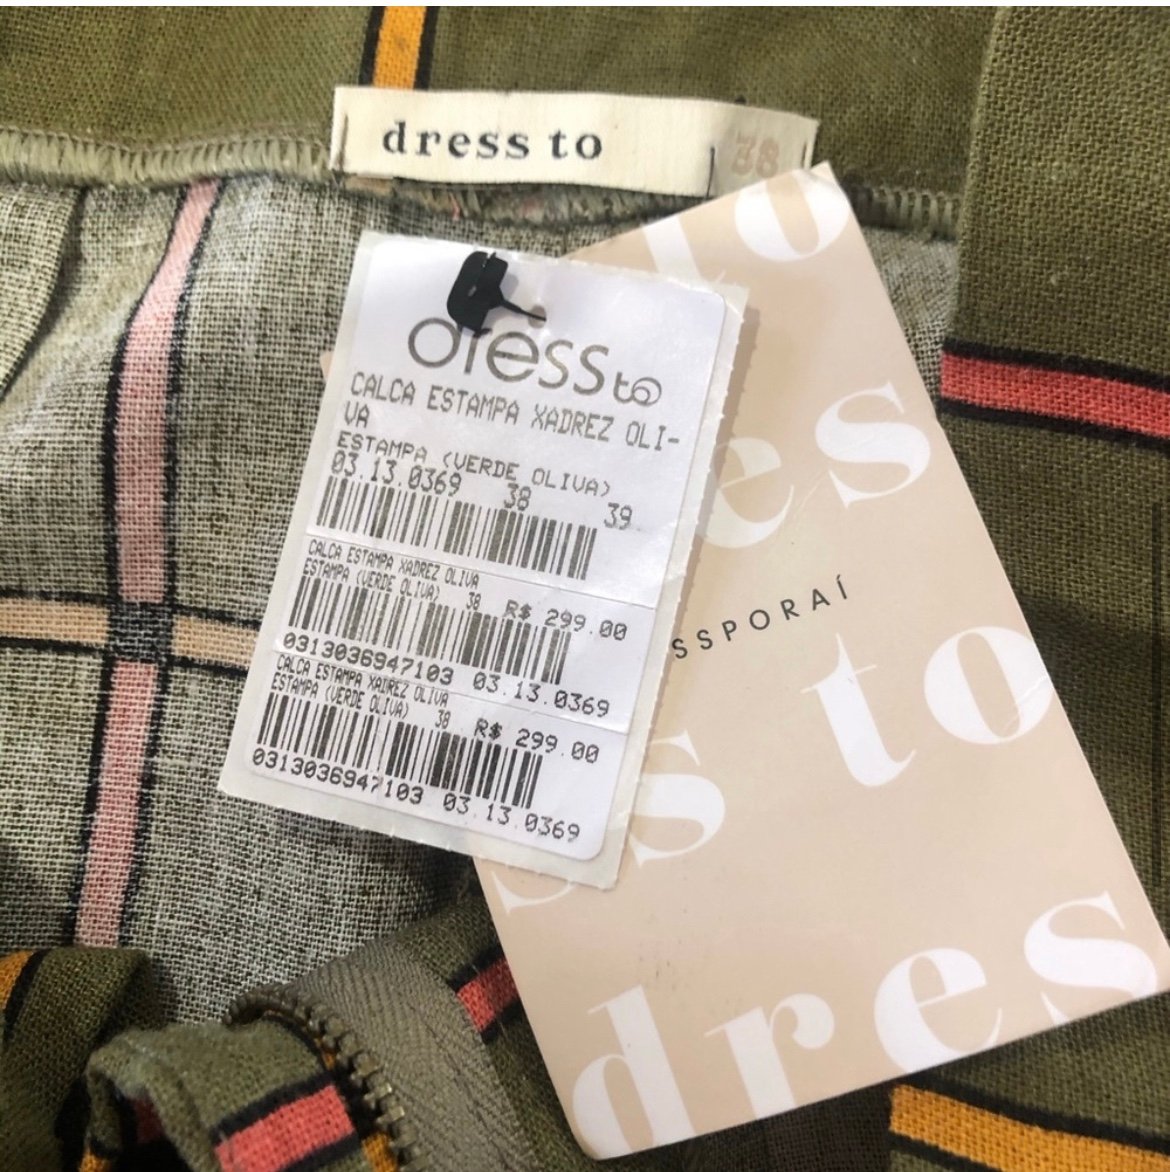 dress to
38
dress to
CALCA ESTAMPA XADREZ OLI-
VA
ESTAMPA (VERDE OLIVA)
03.13.0369 38 39
CALCA ESTAMPA XADREZ OLIVA
ESTAMPA (VERDE OLIVA) 38 R$ 299.00
0313036947103 03.13.0369
CALCA ESTAMPA XADREZ OLIVA
ESTAMPA (VERDE OLIVA) 38 R$ 299.00
0313036947103 03.13.0369
to
es
SSPORAÍ
s to
dres